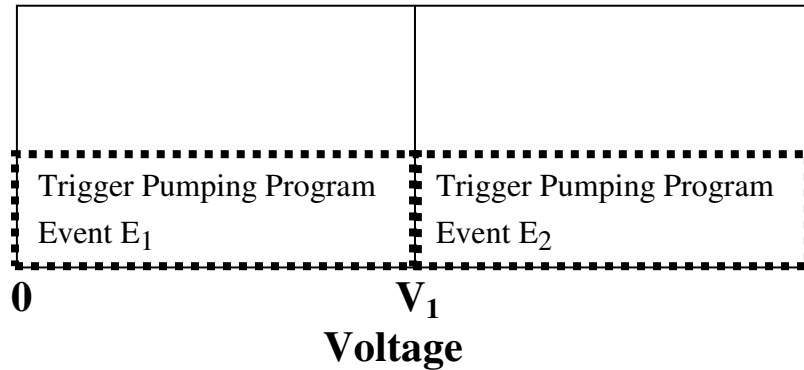 Trigger Pumping Program
Event E₁
Trigger Pumping Program
Event E₂
0
V₁
Voltage